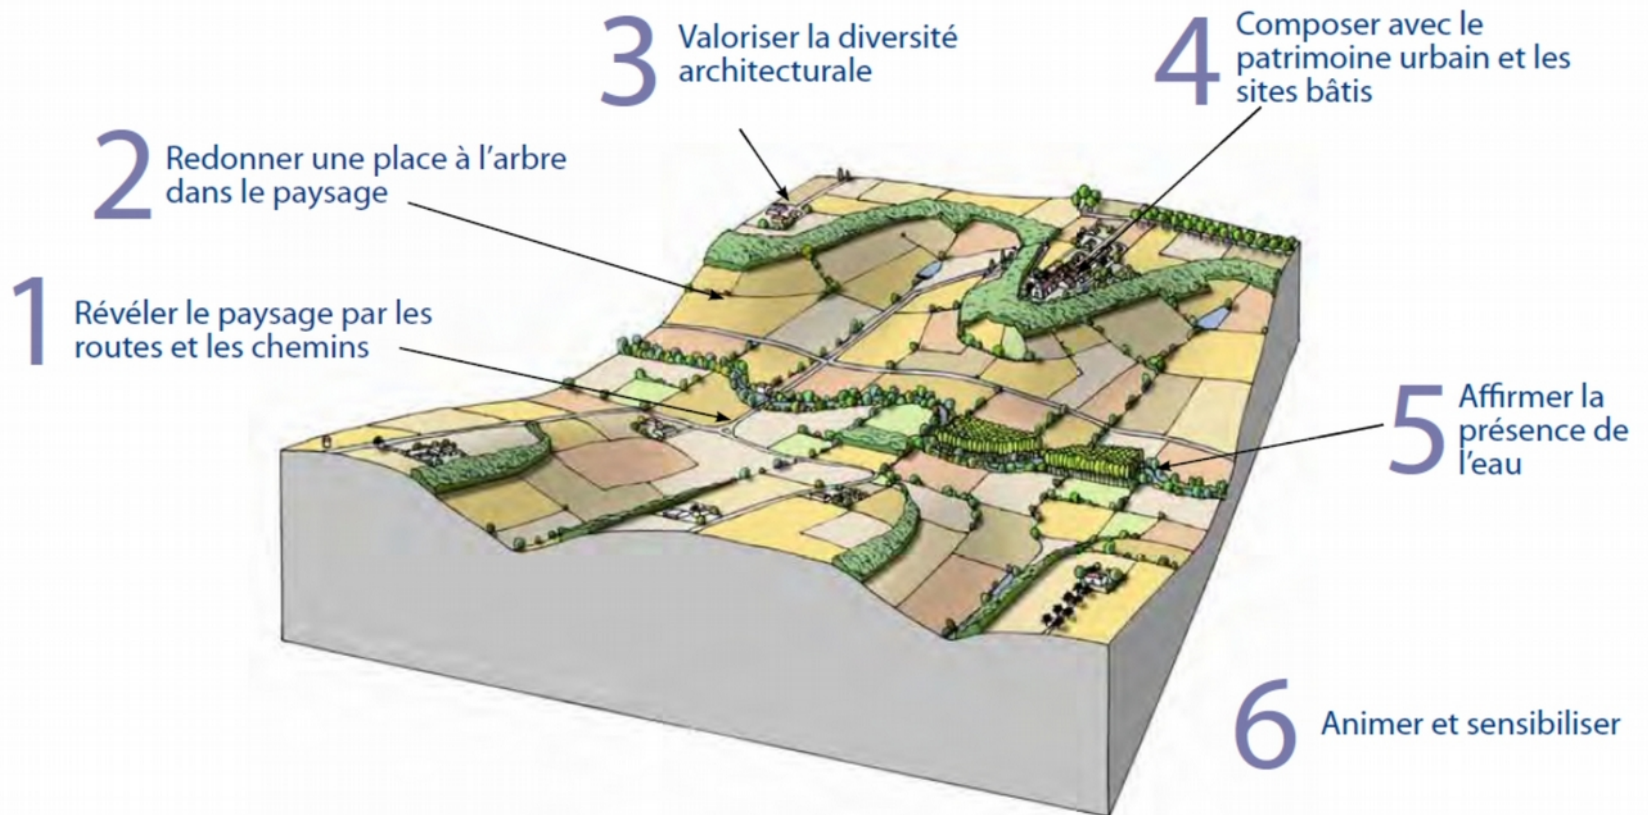 1 Révéler le paysage par les
routes et les chemins
2 Redonner une place à l’arbre
dans le paysage
3 Valoriser la diversité
architecturale
4 Composer avec le
patrimoine urbain et les
sites bâtis
5 Affirmer la
présence de
l’eau
6 Animer et sensibiliser